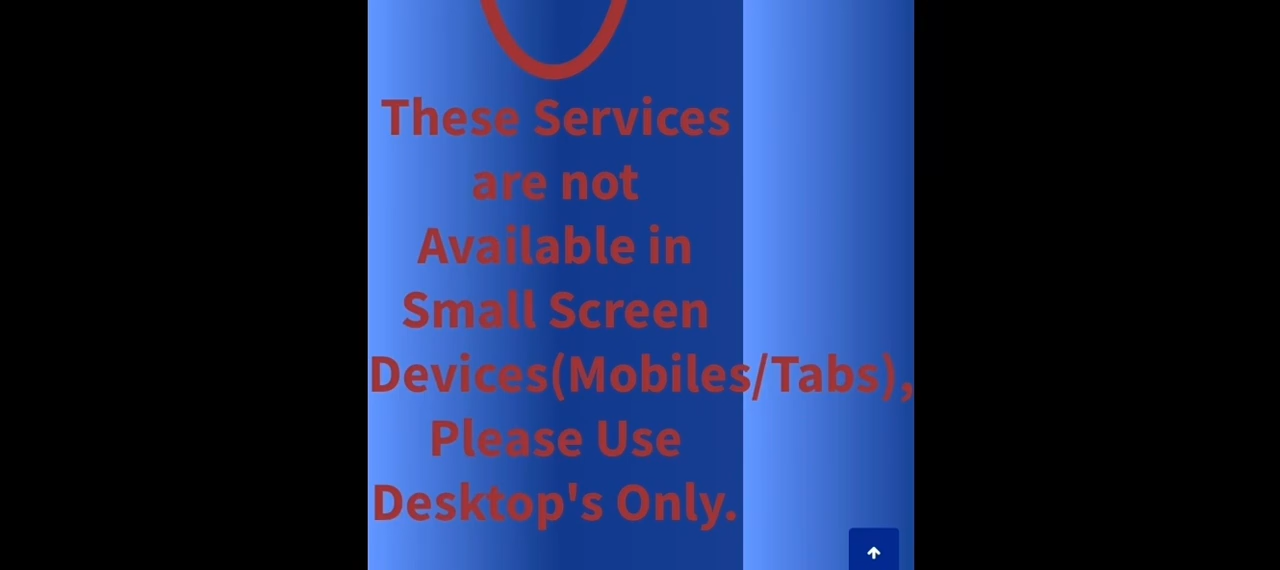 These Services
are not
Available in
Small Screen
Devices(Mobiles/Tabs),
Please Use
Desktop's Only.